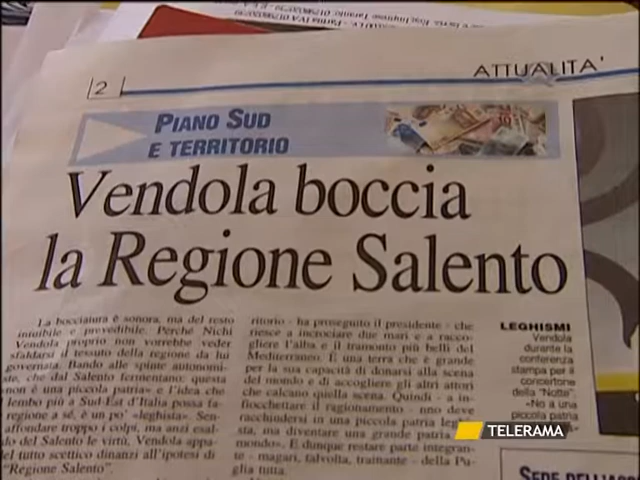 ATTUALITA'
2
PIANO SUD
E TERRITORIO
Vendola boccia
la Regione Salento
La bocciatura è sonora, ma del resto
intuibile e prevedibile. Perché Nichi
Vendola proprio non vorrebbe veder
sfaldarsi il tessuto della regione da lui
governata. Bando alle spinte autonomi-
ste, che dal Salento fermentano: questa
non è una piccola patria» e l'idea che
lembo più a Sud-Est d'Italia possa far
regione a sé, è un po' «leghista». Sen-
affondare troppo i colpi, ma anzi esal-
do del Salento le virtù, Vendola appa-
del tutto scettico dinanzi all'ipotesi di
"Regione Salento".
ritorio - ha proseguito il presidente - che
riesce a incrociare due mari e a racco-
gliere l'alba e il tramonto più belli del
Mediterraneo. È una terra che è grande
per la sua capacità di donarsi alla scena
del mondo e di accogliere gli altri attori
che calcano quella scena. Quindi - a in-
fiocchettare il ragionamento - nno deve
racchiudersi in una piccola patria leghi-
sta, ma diventare una grande patria
mondo». E dunque restare parte integran-
te - magari, talvolta, trainante - della Pu-
glia tutta.
LEGHISMI
Vendola
durante la
conferenza
stampa per il
concertone
della "Notte
«No a una
piccola patria
TELERAMA